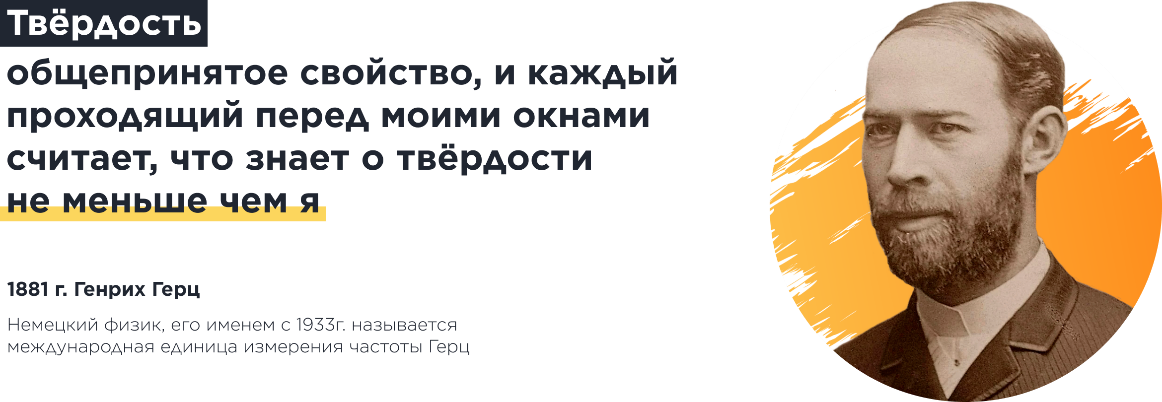 Твёрдость
общепринятое свойство, и каждый
проходящий перед моими окнами
считает, что знает о твёрдости
не меньше чем я
1881 г. Генрих Герц
Немецкий физик, его именем с 1933г. называется
международная единица измерения частоты Герц